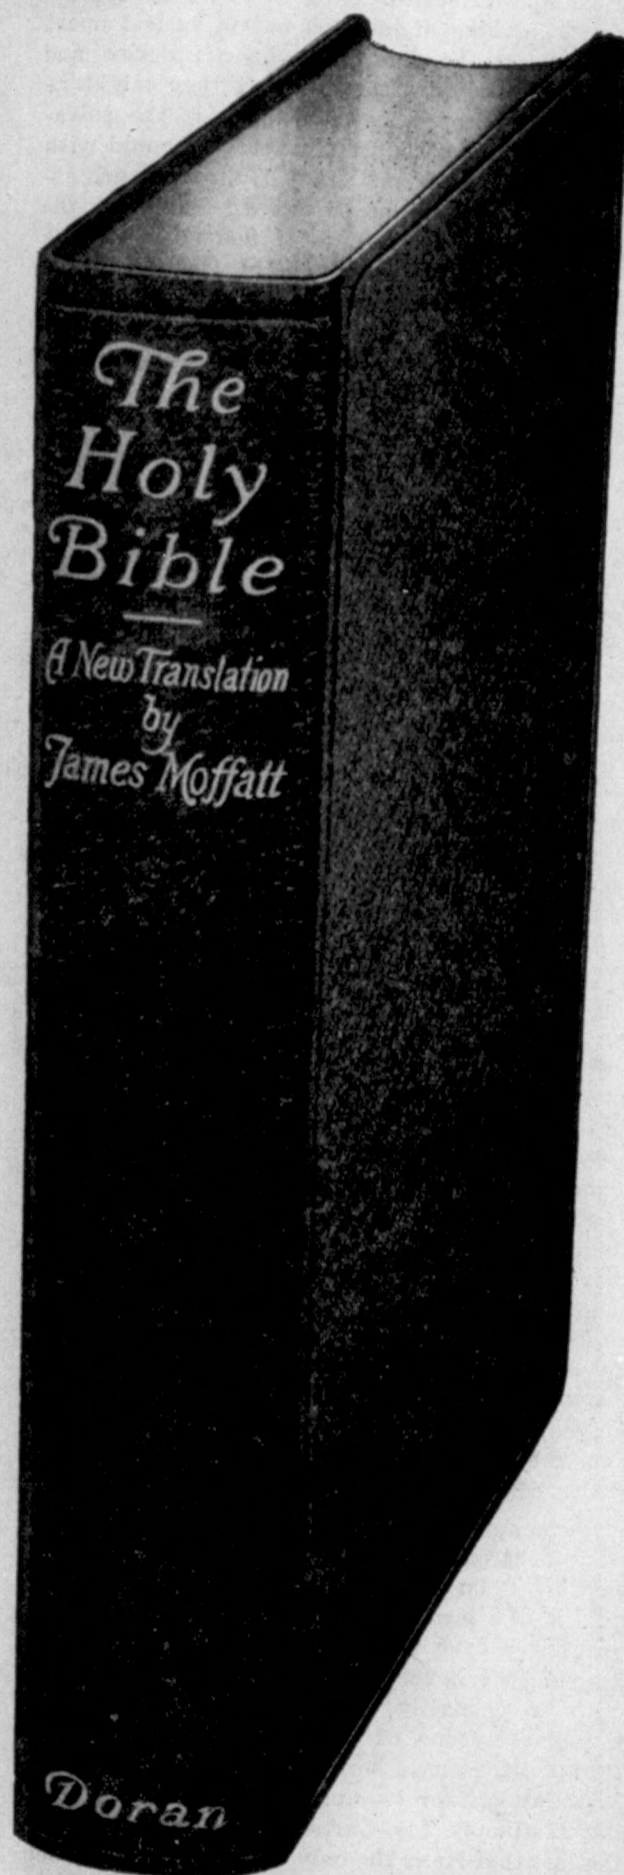 The
Holy
Bible
A New Translation
by
James Moffatt
Doran